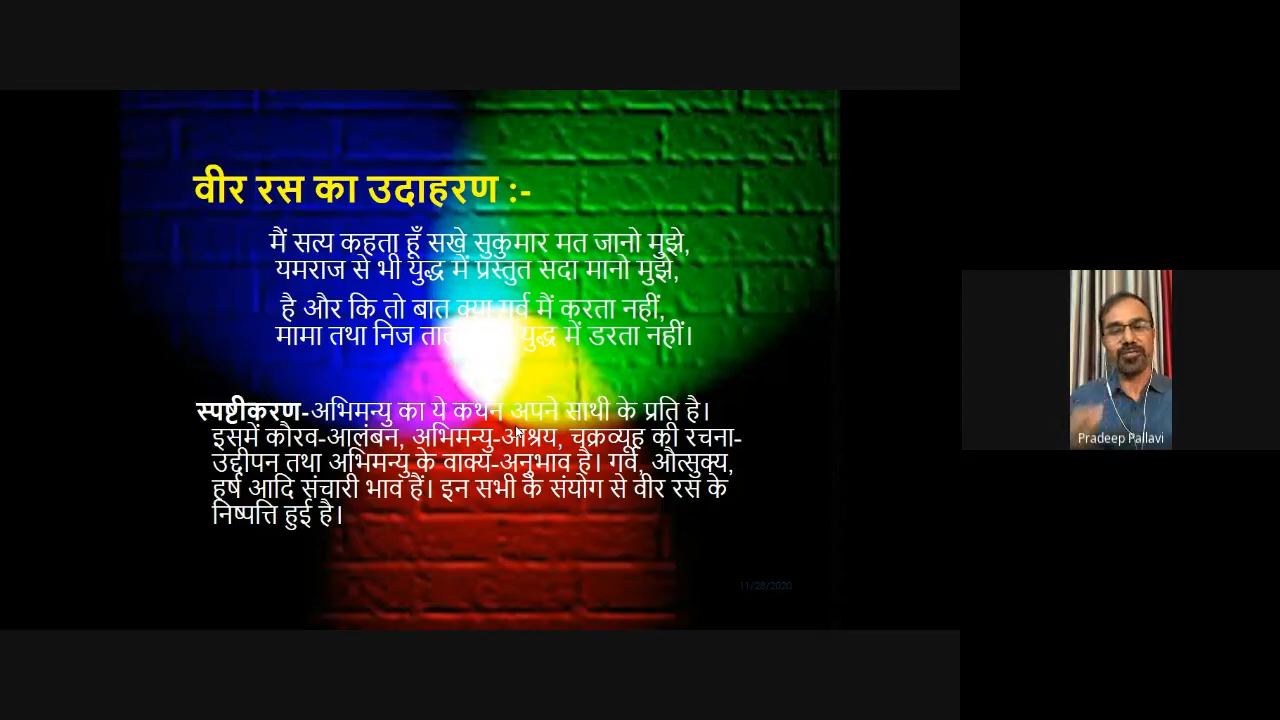 वीर रस का उदाहरण :-
मैं सत्य कहता हूँ सखे सुकुमार मत जानो मुझे,
यमराज से भी युद्ध में प्रस्तुत सदा मानो मुझे,
है और कि तो बात क्या गर्व मैं करता नहीं,
मामा तथा निज युद्ध में डरता नहीं।
स्पष्टीकरण-अभिमन्यु का ये कथन अपने साथी के प्रति है।
इसमें कौरव-आलंबन, अभिमन्यु-आश्रय, चक्रव्यूह की रचना-
उद्दीपन तथा अभिमन्यु के वाक्य-अनुभाव है। गर्व, औत्सुक्य,
हर्ष आदि संचारी भाव हैं। इन सभी के संयोग से वीर रस के
निष्पत्ति हुई है।
11/28/2020
Pradeep Pallavi